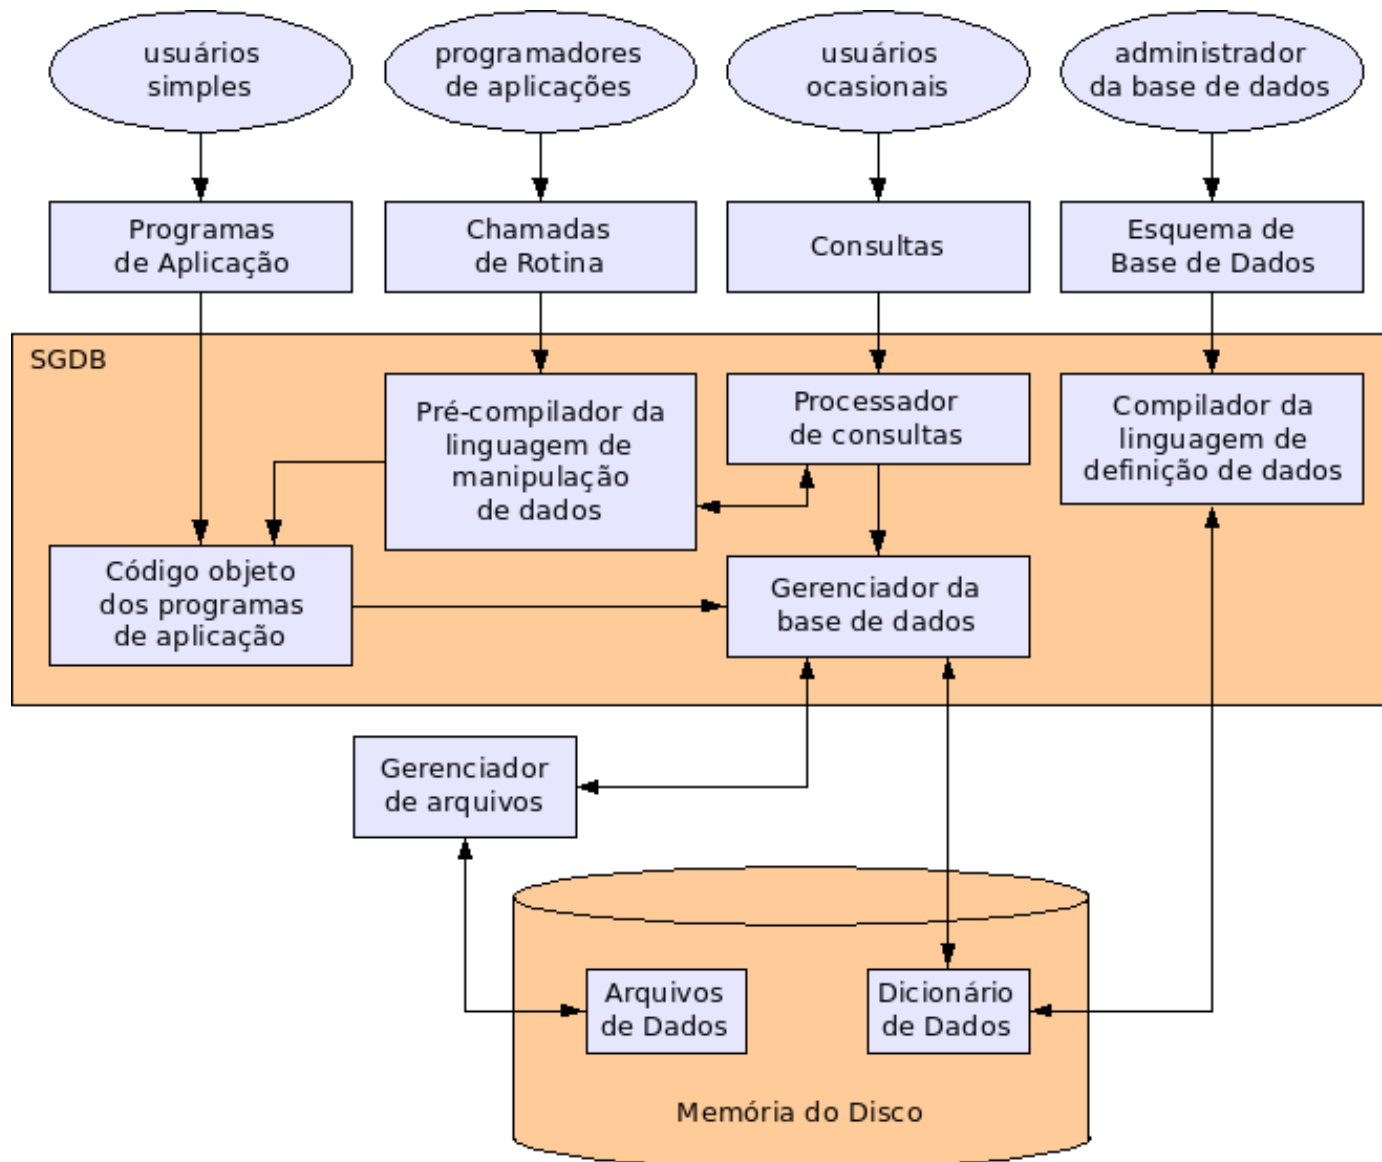 usuários
simples
programadores
de aplicações
usuários
ocasionais
administrador
da base de dados
Programas
de Aplicação
Chamadas
de Rotina
Consultas
Esquema de
Base de Dados
SGDB
Pré-compilador da
linguagem de
manipulação
de dados
Processador
de consultas
Compilador da
linguagem de
definição de dados
Código objeto
dos programas
de aplicação
Gerenciador da
base de dados
Gerenciador
de arquivos
Arquivos
de Dados
Dicionário
de Dados
Memória do Disco